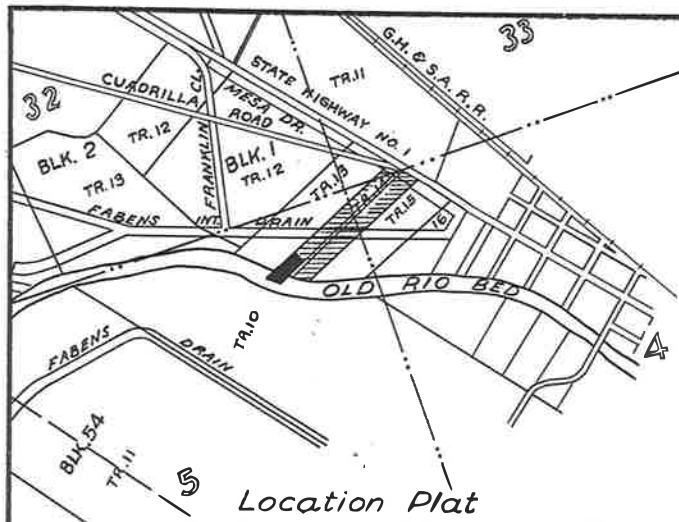 33
G.H. & S.A. R.R.
STATE HIGHWAY NO. 1
TR.11
CUADRILLA
MESA DR.
ROAD
FRANKLIN CL.
32
TR.12
BLK. 1
TR.12
BLK. 2
TR.13
TR.13
TR.15
16
FABENS
INT.
DRAIN
OLD RIO BED
TR.10
FABENS
DRAIN
4
BLK.54
TR.11
5
Location Plat